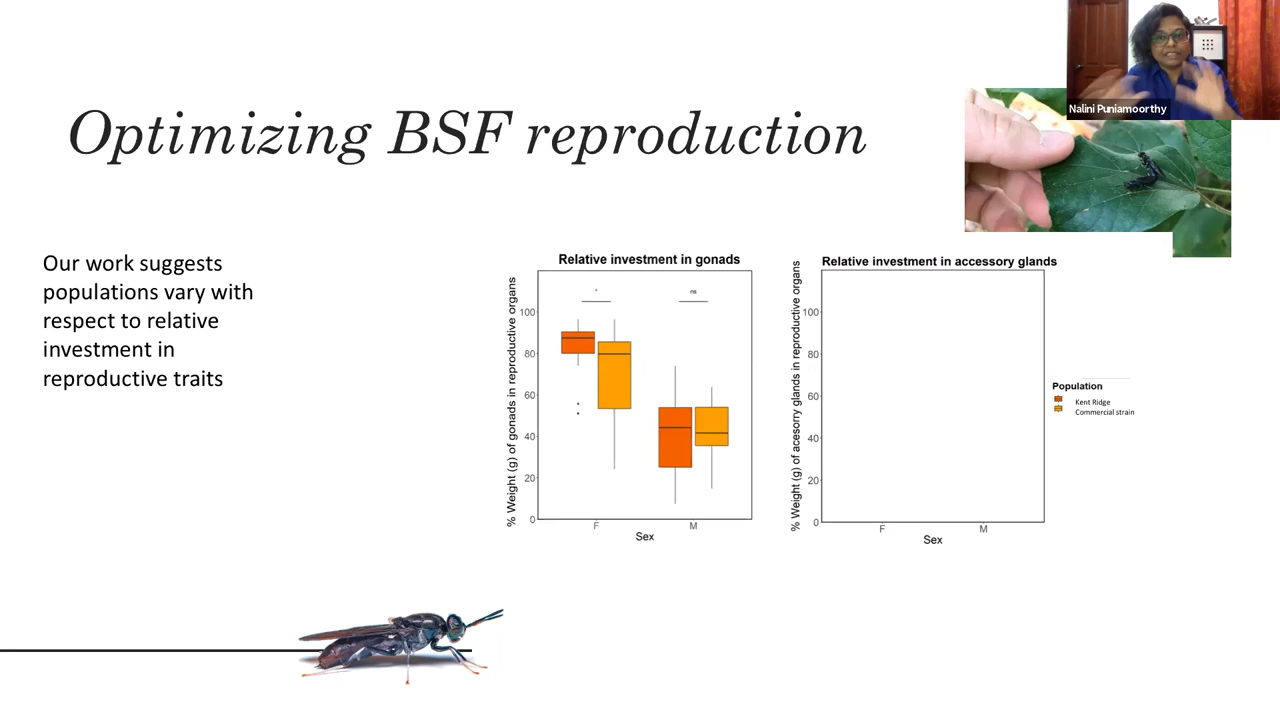 Nalini Puniamoorthy
Optimizing BSF reproduction
Our work suggests
populations vary with
respect to relative
investment in
reproductive traits
Relative investment in gonads
% Weight (g) of gonads in reproductive organs
100
80
60
40
20
0
*
ns
F
M
Sex
Relative investment in accessory glands
% Weight (g) of acesorry glands in reproductive organs
100
80
60
40
20
0
F
M
Sex
Population
Kent Ridge
Commercial strain